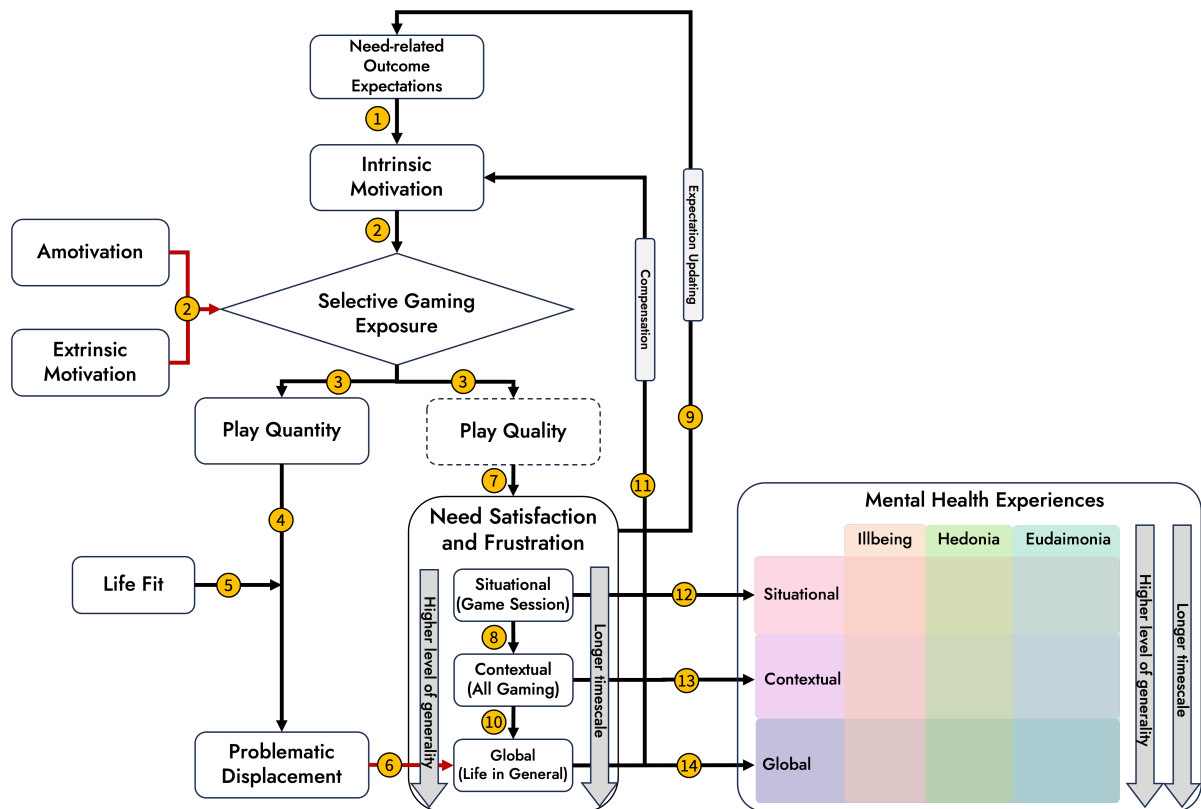 Need-related
Outcome
Expectations
1
Intrinsic
Motivation
2
Amotivation
2
Extrinsic
Motivation
Selective Gaming
Exposure
3
3
Play Quantity
Play Quality
Compensation
Expectation Updating
9
11
4
7
Life Fit
5
Need Satisfaction
and Frustration
Higher level of generality
Longer timescale
Situational
(Game Session)
8
Contextual
(All Gaming)
10
Global
(Life in General)
Problematic
Displacement
6
12
13
14
Mental Health Experiences
Illbeing
Hedonia
Eudaimonia
Situational
Contextual
Global
Higher level of generality
Longer timescale